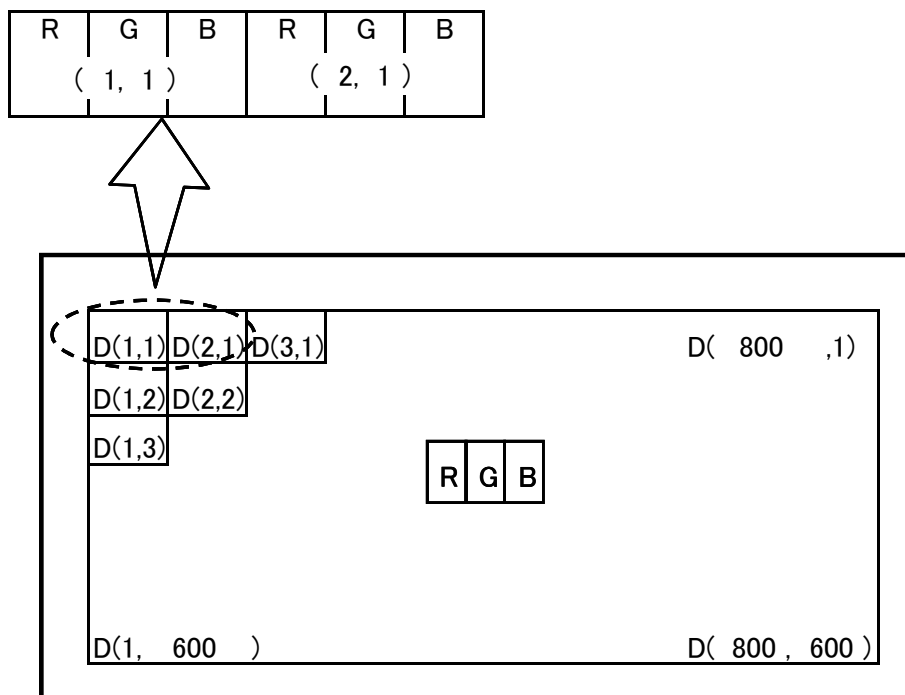 R G B R G B
( 1, 1 ) ( 2, 1 )
D(1,1) D(2,1) D(3,1) D( 800 ,1)
D(1,2) D(2,2)
D(1,3)
R G B
D(1, 600 ) D( 800 , 600 )